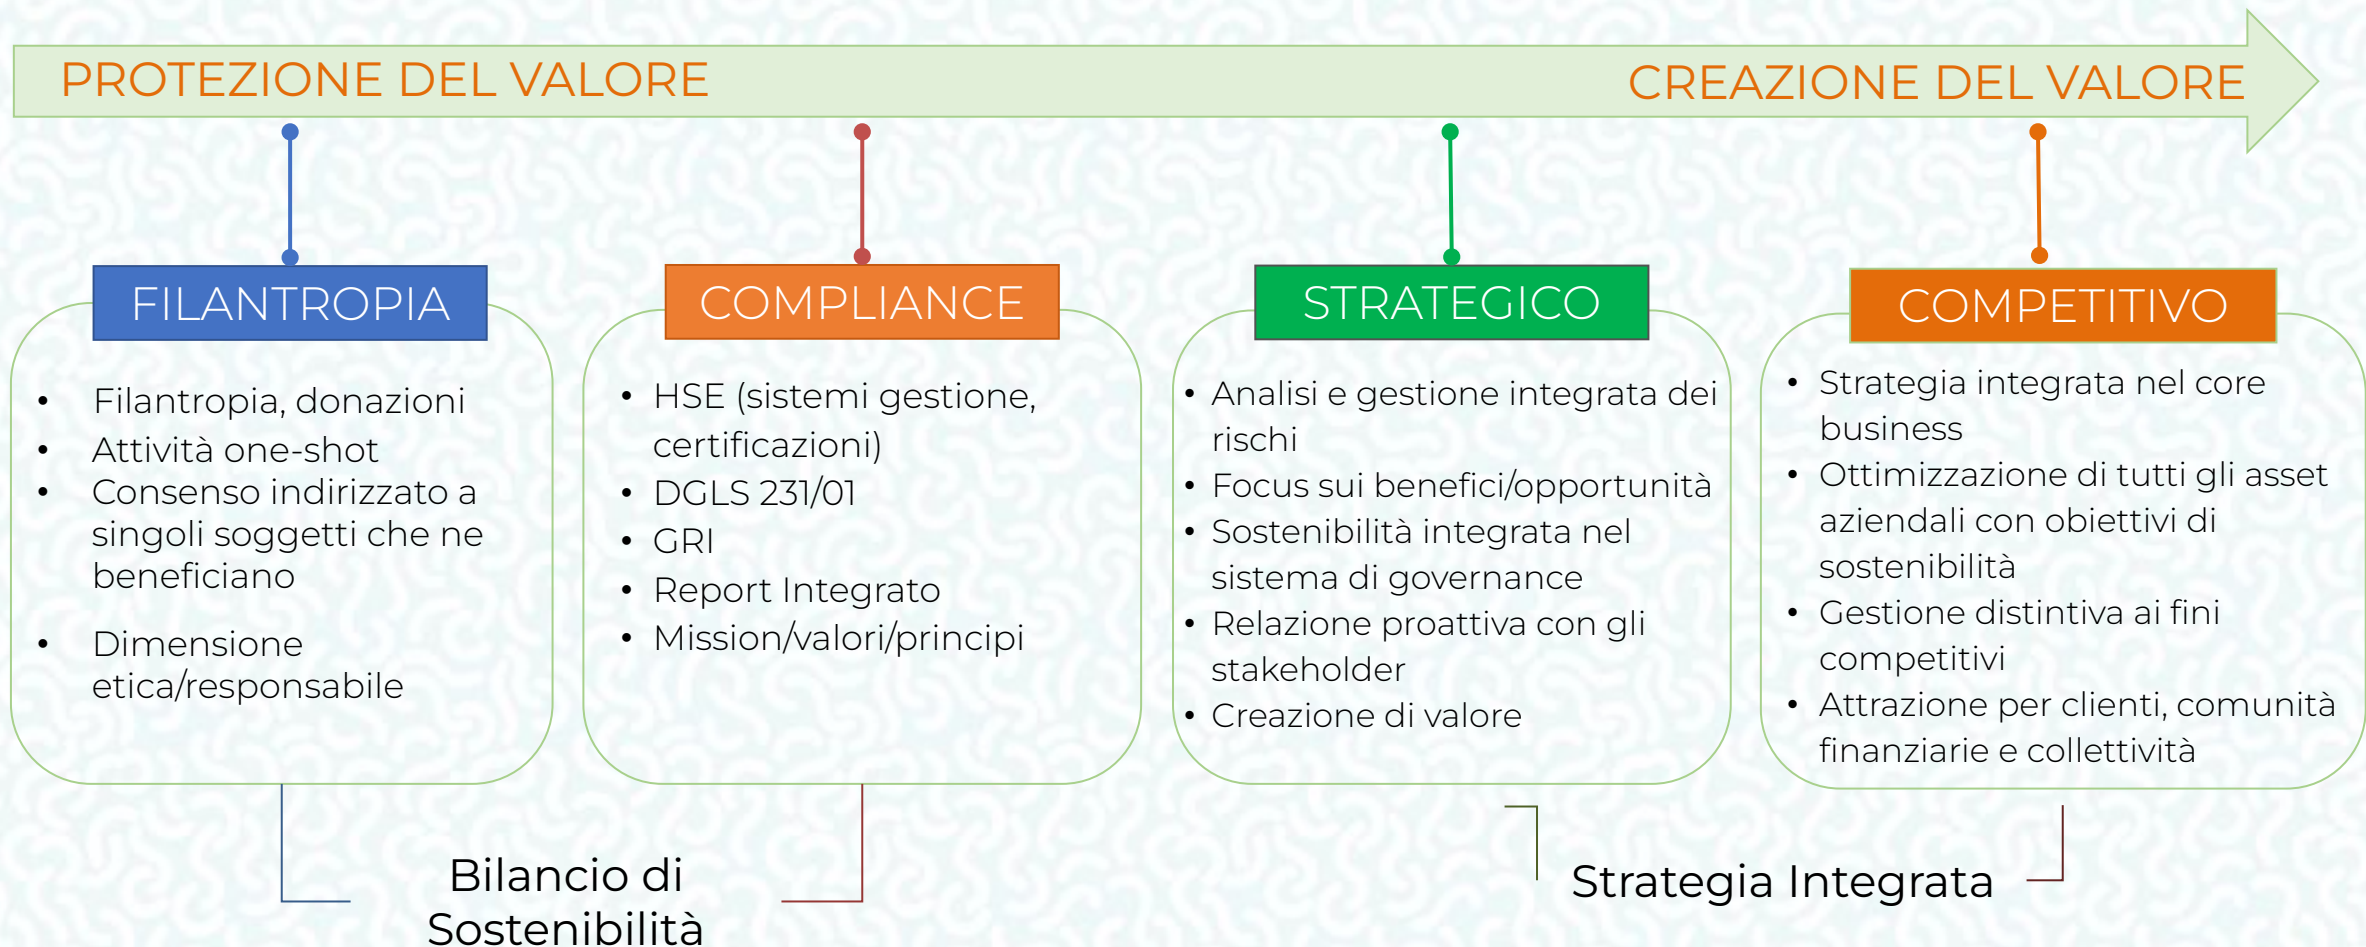 PROTEZIONE DEL VALORE
CREAZIONE DEL VALORE
FILANTROPIA
• Filantropia, donazioni
• Attività one-shot
• Consenso indirizzato a
singoli soggetti che ne
beneficiano
• Dimensione
etica/responsabile
COMPLIANCE
• HSE (sistemi gestione,
certificazioni)
• DGLS 231/01
• GRI
• Report Integrato
• Mission/valori/principi
STRATEGICO
• Analisi e gestione integrata dei
rischi
• Focus sui benefici/opportunità
• Sostenibilità integrata nel
sistema di governance
• Relazione proattiva con gli
stakeholder
• Creazione di valore
COMPETITIVO
• Strategia integrata nel core
business
• Ottimizzazione di tutti gli asset
aziendali con obiettivi di
sostenibilità
• Gestione distintiva ai fini
competitivi
• Attrazione per clienti, comunità
finanziarie e collettività
Bilancio di
Sostenibilità
Strategia Integrata